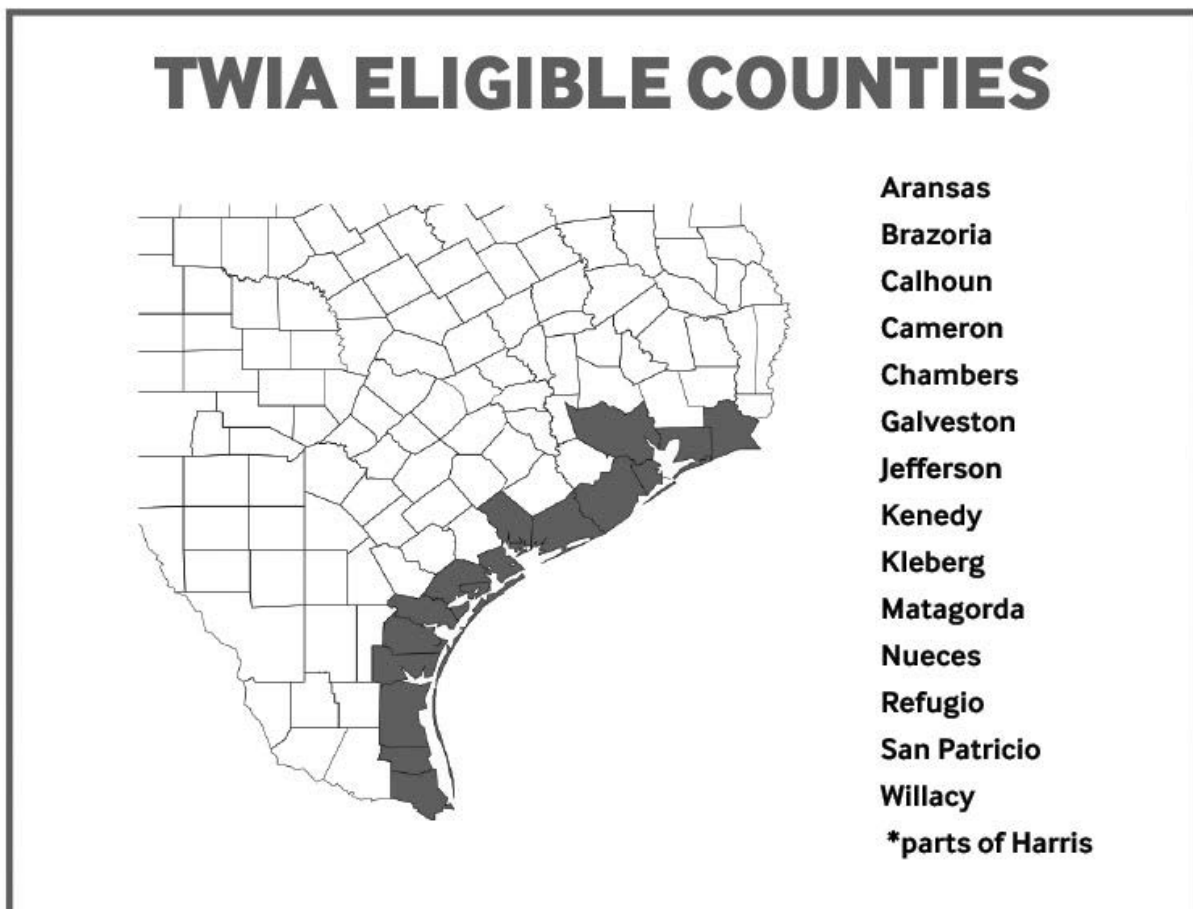 TWIA ELIGIBLE COUNTIES
Aransas
Brazoria
Calhoun
Cameron
Chambers
Galveston
Jefferson
Kenedy
Kleberg
Matagorda
Nueces
Refugio
San Patricio
Willacy
*parts of Harris